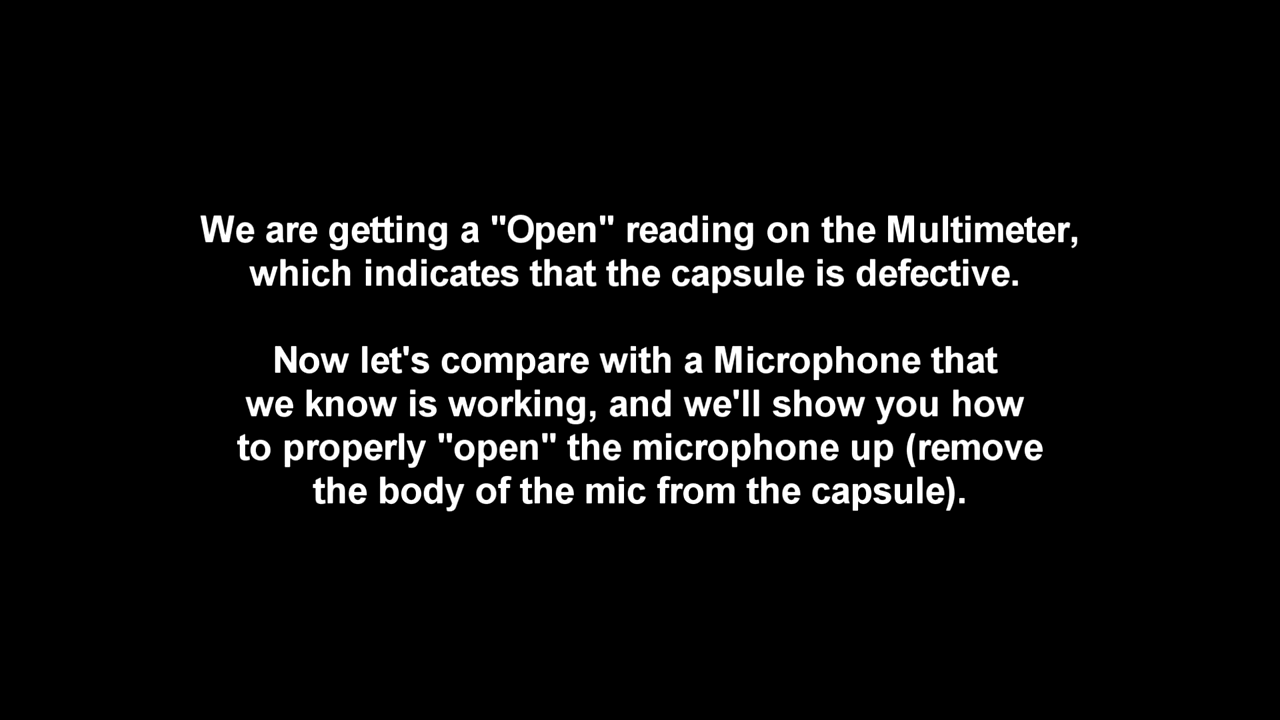 We are getting a "Open" reading on the Multimeter,
which indicates that the capsule is defective.
Now let's compare with a Microphone that
we know is working, and we'll show you how
to properly "open" the microphone up (remove
the body of the mic from the capsule).